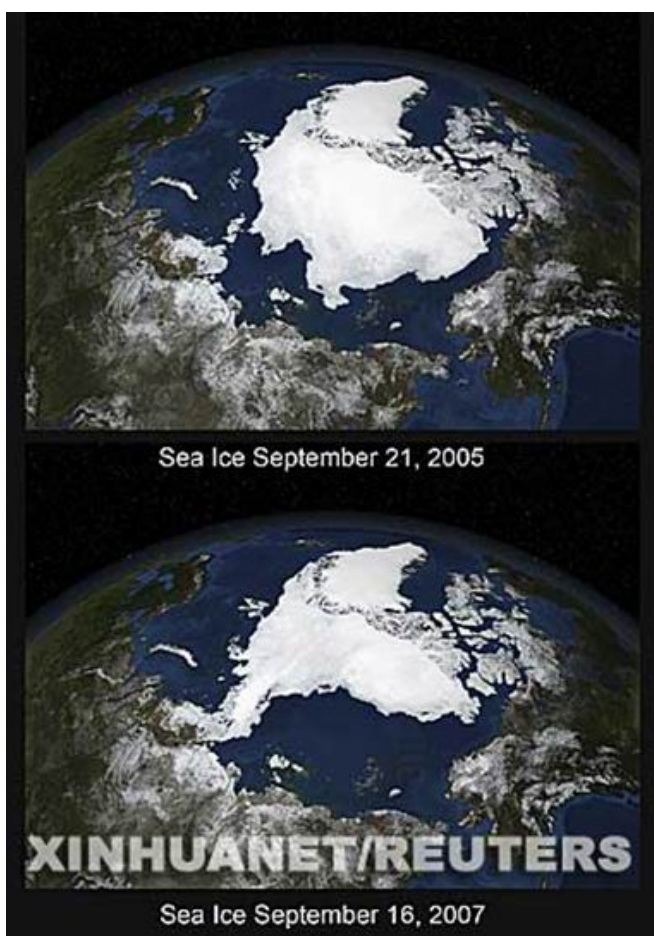 Sea Ice September 21, 2005
XINHUANET/REUTERS
Sea Ice September 16, 2007